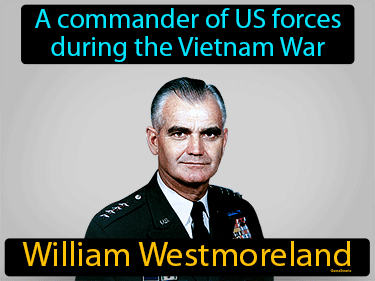 A commander of US forces
during the Vietnam War
William Westmoreland